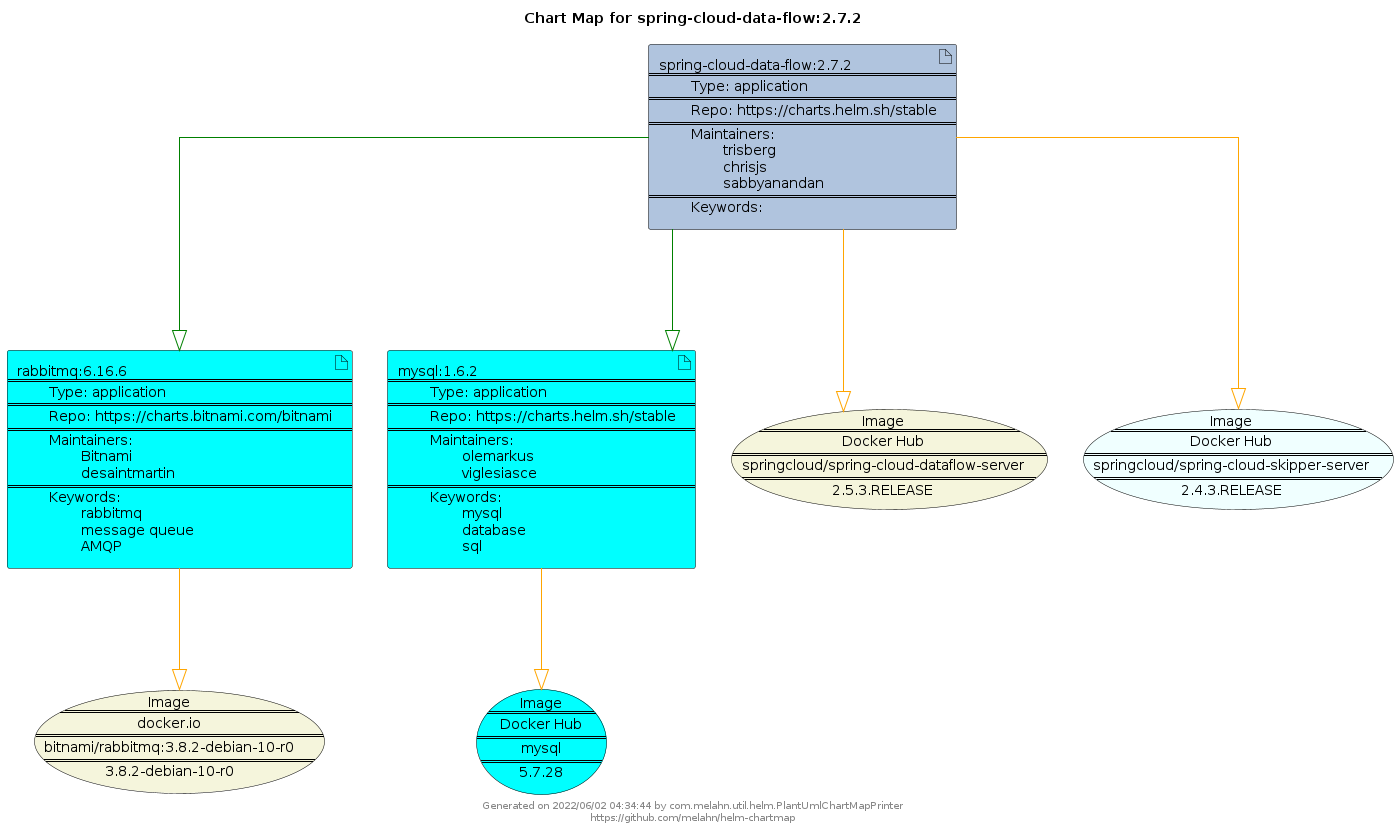 Chart Map for spring-cloud-data-flow:2.7.2
spring-cloud-data-flow:2.7.2
Type: application
Repo: https://charts.helm.sh/stable
Maintainers:
trisberg
chrisjs
sabbyanandan
Keywords:
rabbitmq:6.16.6
Type: application
Repo: https://charts.bitnami.com/bitnami
Maintainers:
Bitnami
desaintmartin
Keywords:
rabbitmq
message queue
AMQP
mysql:1.6.2
Type: application
Repo: https://charts.helm.sh/stable
Maintainers:
olemarkus
viglesiasce
Keywords:
mysql
database
sql
Image
Docker Hub
springcloud/spring-cloud-dataflow-server
2.5.3.RELEASE
Image
Docker Hub
springcloud/spring-cloud-skipper-server
2.4.3.RELEASE
Image
docker.io
bitnami/rabbitmq:3.8.2-debian-10-r0
3.8.2-debian-10-r0
Image
Docker Hub
mysql
5.7.28
Generated on 2022/06/02 04:34:44 by com.melahn.util.helm.PlantUmlChartMapPrinter
https://github.com/melahn/helm-chartmap